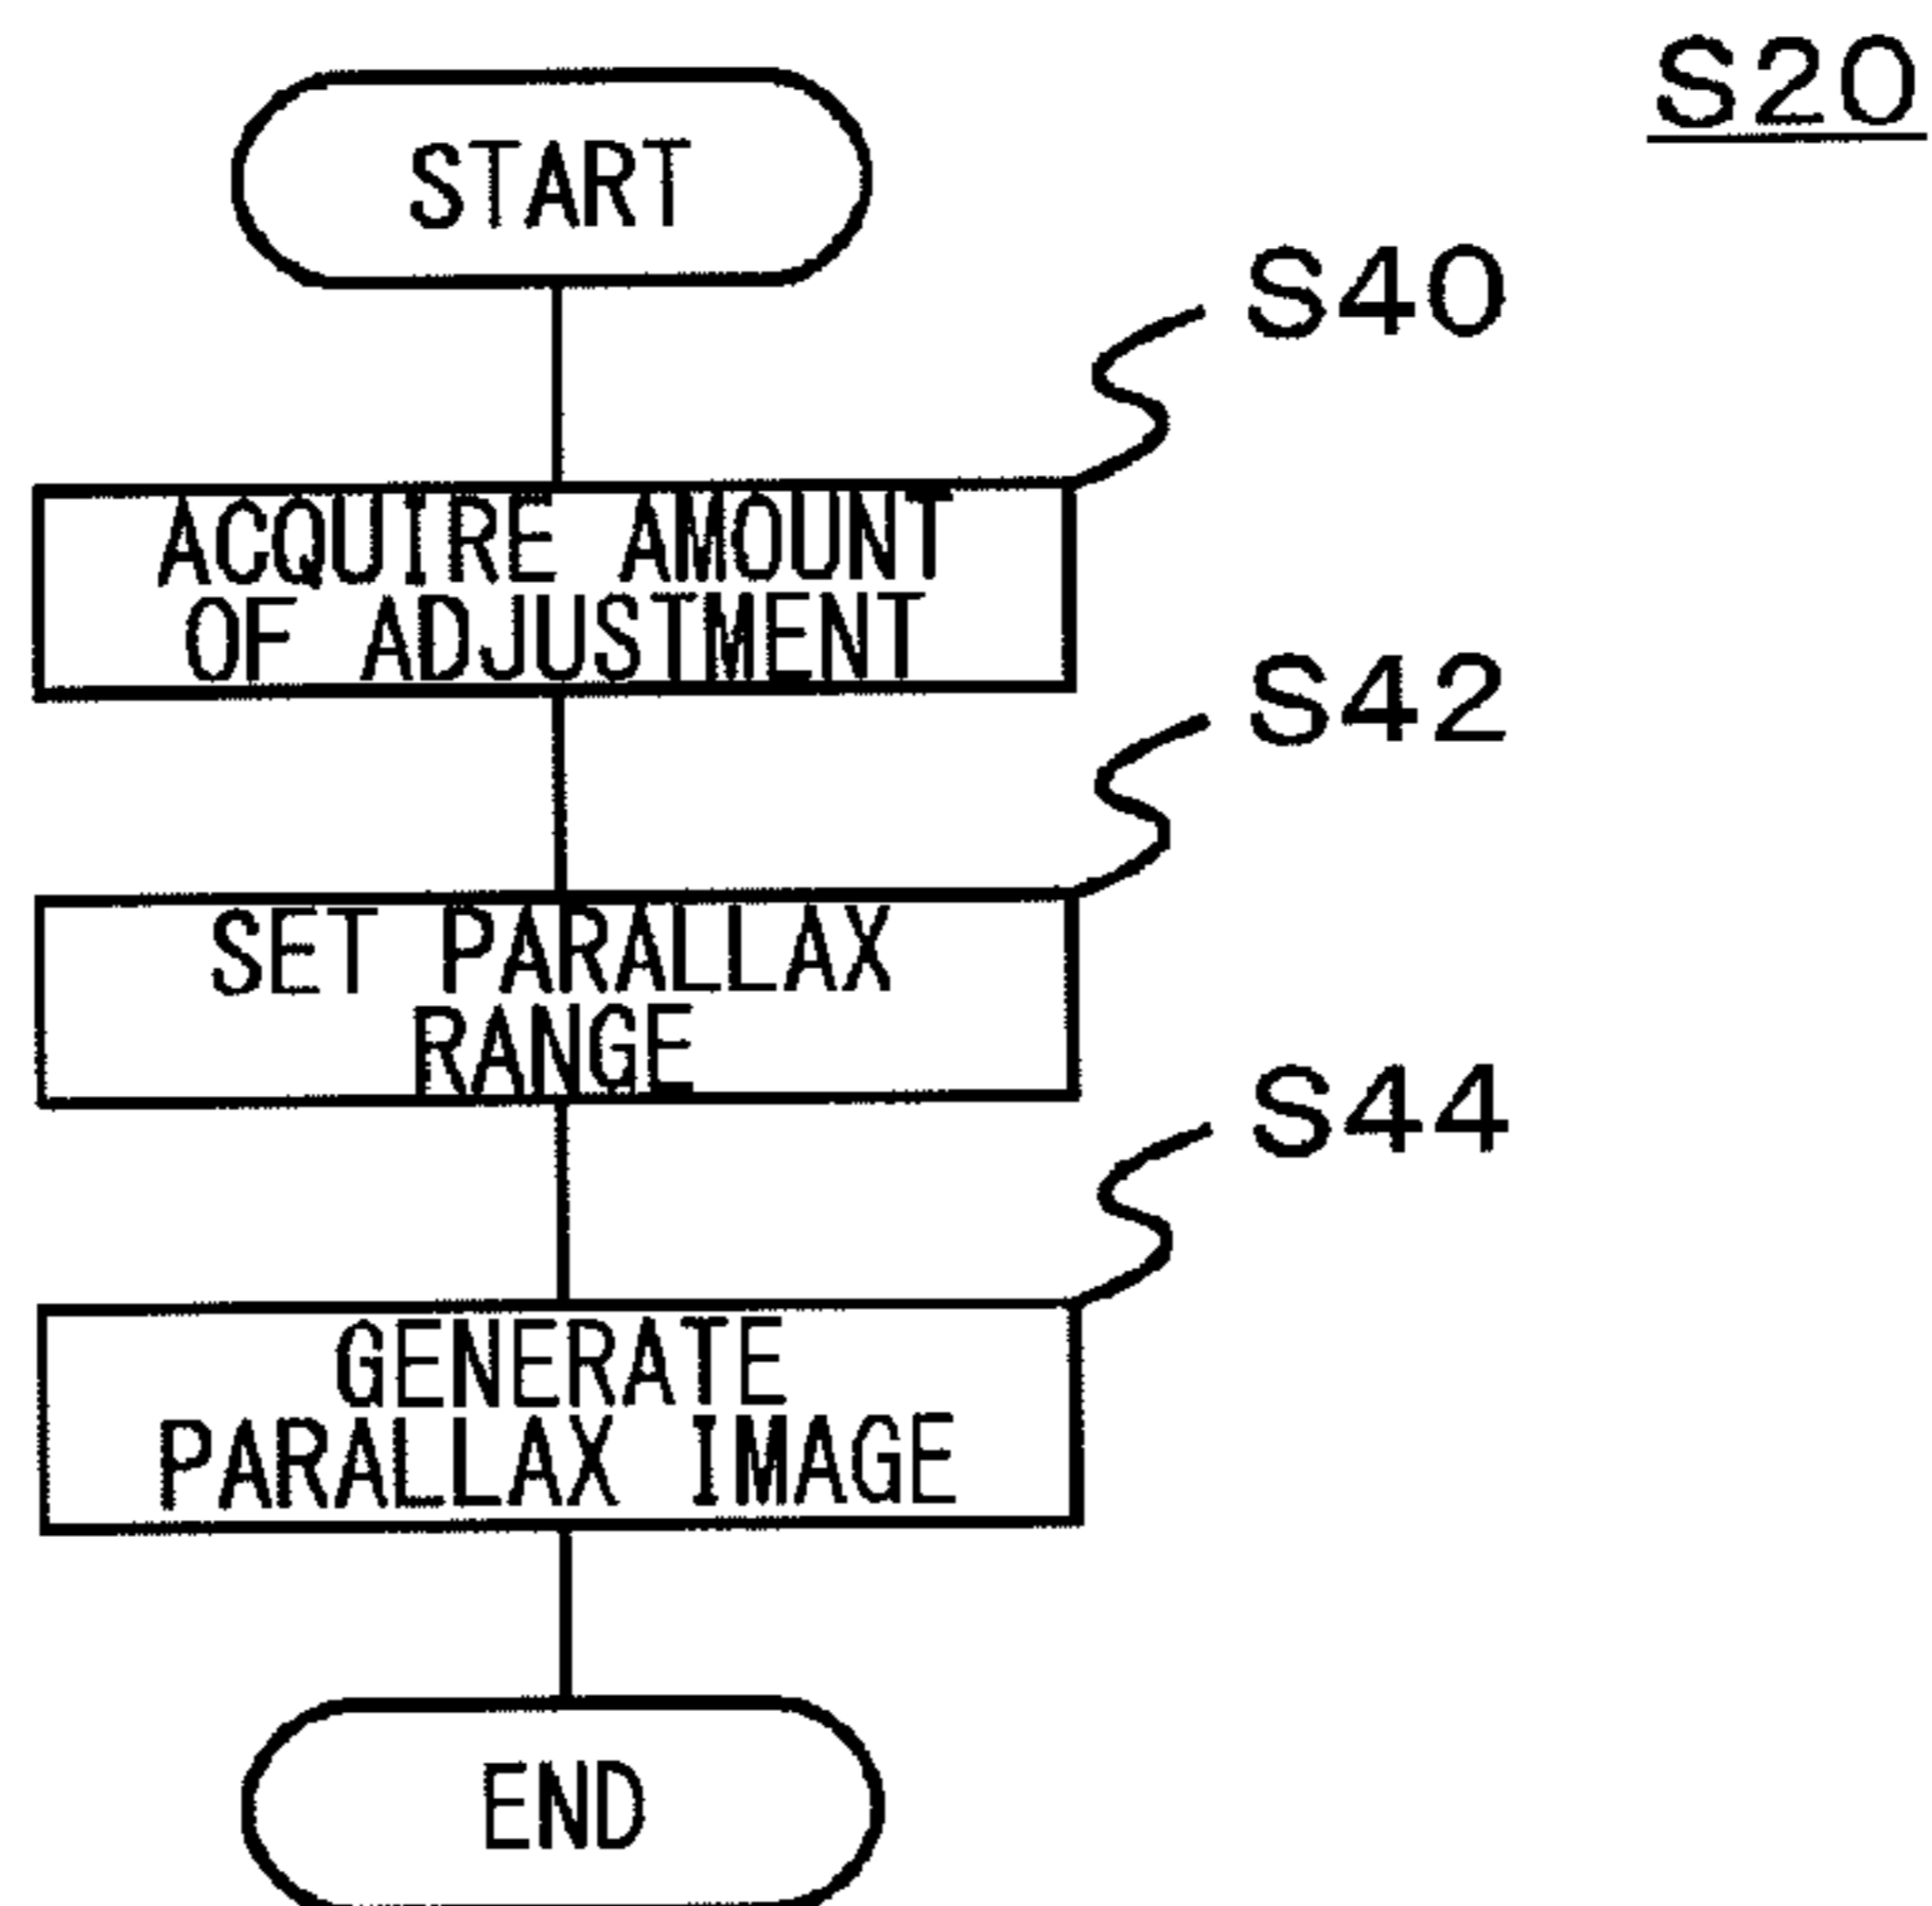 S20
START
S40
ACQUIRE AMOUNT
OF ADJUSTMENT
S42
SET PARALLAX
RANGE
S44
GENERATE
PARALLAX IMAGE
END